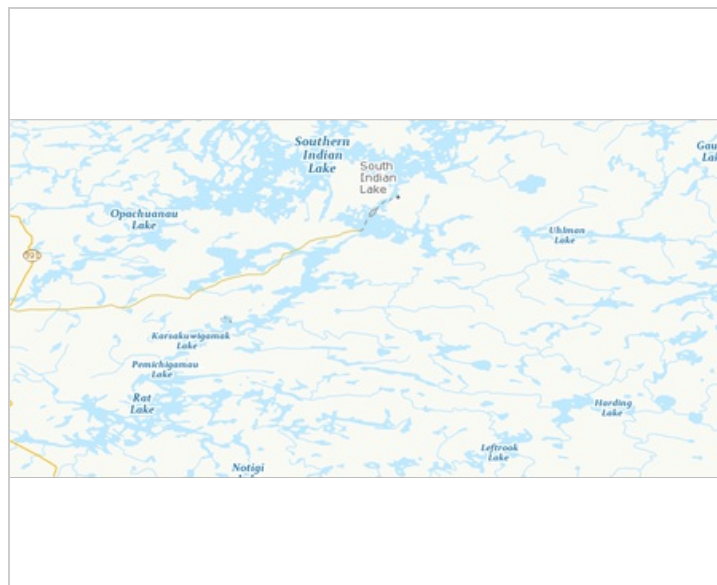 Southern
Indian
Lake
South
Indian
Lake
Opachuanau
Lake
Uhlman
Lake
391
Karsakuwigamak
Lake
Pemichigamau
Lake
Rat
Lake
Harding
Lake
Leftrook
Lake
Notigi